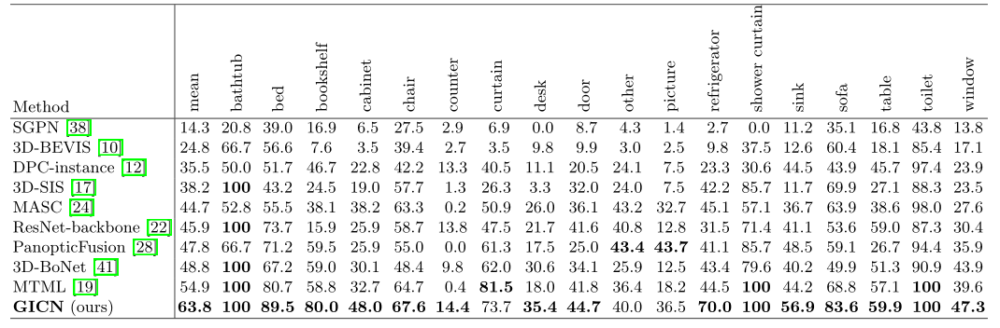 Method mean bathtub bed bookshelf cabinet chair counter curtain desk door other picture refrigerator shower curtain sink sofa table toilet window
SGPN [38] 14.3 20.8 39.0 16.9 6.5 27.5 2.9 6.9 0.0 8.7 4.3 1.4 2.7 0.0 11.2 35.1 16.8 43.8 13.8
3D-BEVIS [10] 24.8 66.7 56.6 7.6 3.5 39.4 2.7 3.5 9.8 9.9 3.0 2.5 9.8 37.5 12.6 60.4 18.1 85.4 17.1
DPC-instance [12] 35.5 50.0 51.7 46.7 22.8 42.2 13.3 40.5 11.1 20.5 24.1 7.5 23.3 30.6 44.5 43.9 45.7 97.4 23.9
3D-SIS [17] 38.2 100 43.2 24.5 19.0 57.7 1.3 26.3 3.3 32.0 24.0 7.5 42.2 85.7 11.7 69.9 27.1 88.3 23.5
MASC [24] 44.7 52.8 55.5 38.1 38.2 63.3 0.2 50.9 26.0 36.1 43.2 32.7 45.1 57.1 36.7 63.9 38.6 98.0 27.6
ResNet-backbone [22] 45.9 100 73.7 15.9 25.9 58.7 13.8 47.5 21.7 41.6 40.8 12.8 31.5 71.4 41.1 53.6 59.0 87.3 30.4
PanopticFusion [28] 47.8 66.7 71.2 59.5 25.9 55.0 0.0 61.3 17.5 25.0 43.4 43.7 41.1 85.7 48.5 59.1 26.7 94.4 35.9
3D-BoNet [41] 48.8 100 67.2 59.0 30.1 48.4 9.8 62.0 30.6 34.1 25.9 12.5 43.4 79.6 40.2 49.9 51.3 90.9 43.9
MTML [19] 54.9 100 80.7 58.8 32.7 64.7 0.4 81.5 18.0 41.8 36.4 18.2 44.5 100 44.2 68.8 57.1 100 39.6
GICN (ours) 63.8 100 89.5 80.0 48.0 67.6 14.4 73.7 35.4 44.7 40.0 36.5 70.0 100 56.9 83.6 59.9 100 47.3